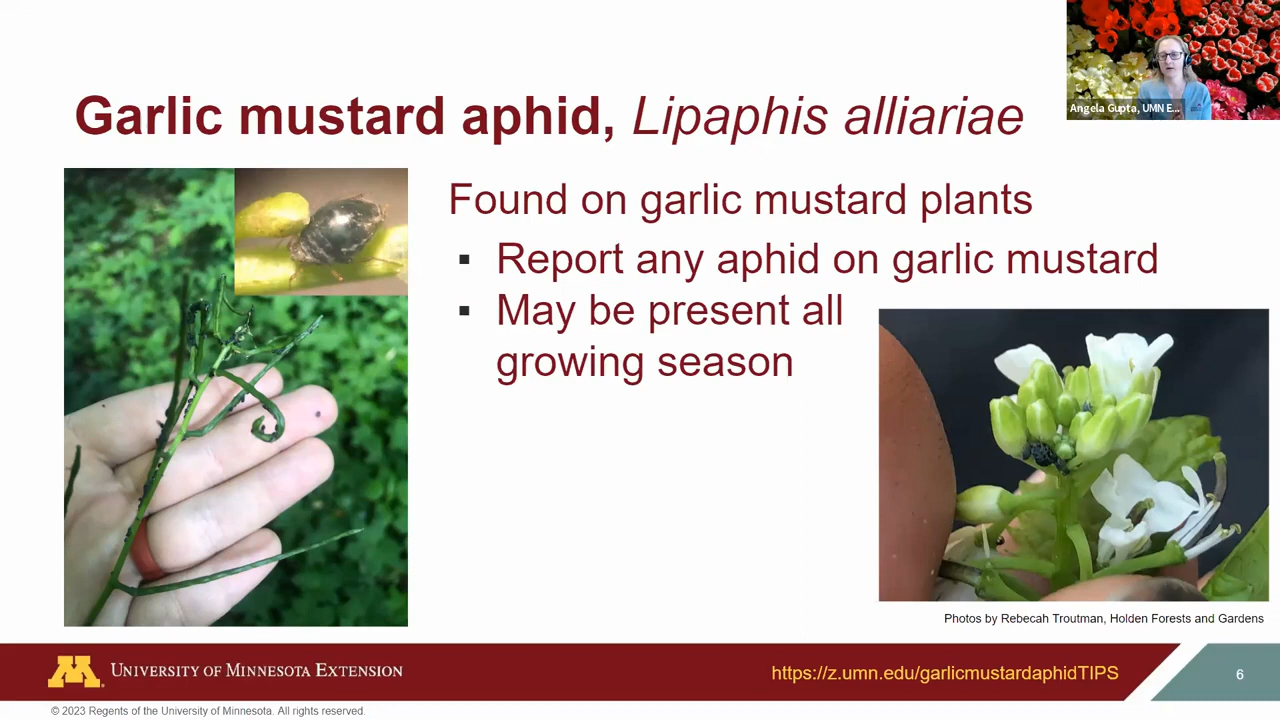 Angela Gupta, UMN E...
Garlic mustard aphid, Lipaphis alliariae
Found on garlic mustard plants
▪ Report any aphid on garlic mustard
▪ May be present all
growing season
Photos by Rebecah Troutman, Holden Forests and Gardens
M
UNIVERSITY OF MINNESOTA EXTENSION
https://z.umn.edu/garlicmustardaphidTIPS
6
© 2023 Regents of the University of Minnesota. All rights reserved.